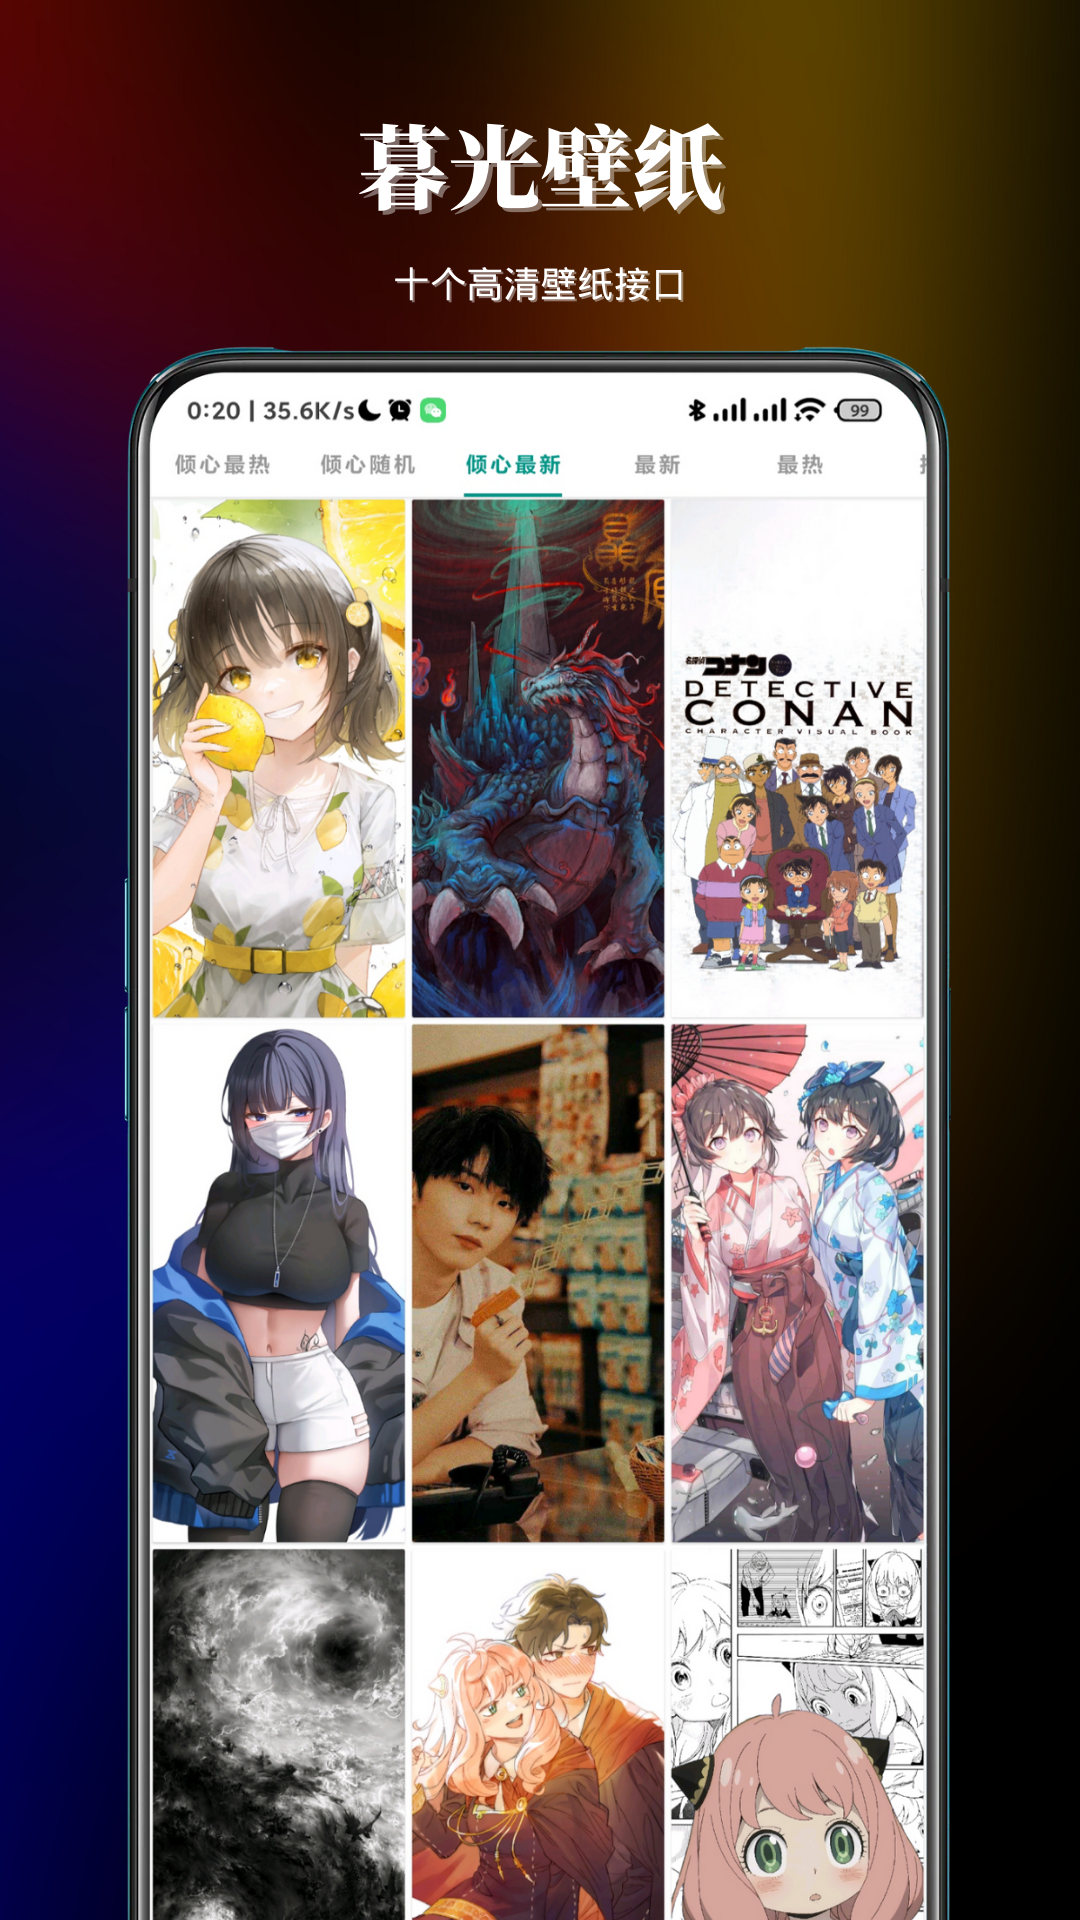 暮光壁纸
十个高清壁纸接口
0:20 | 35.6K/s
99
倾心最热 倾心随机 倾心最新 最新 最热
名探偵コナン
DETECTIVE
CONAN
CHARACTER VISUAL BOOK